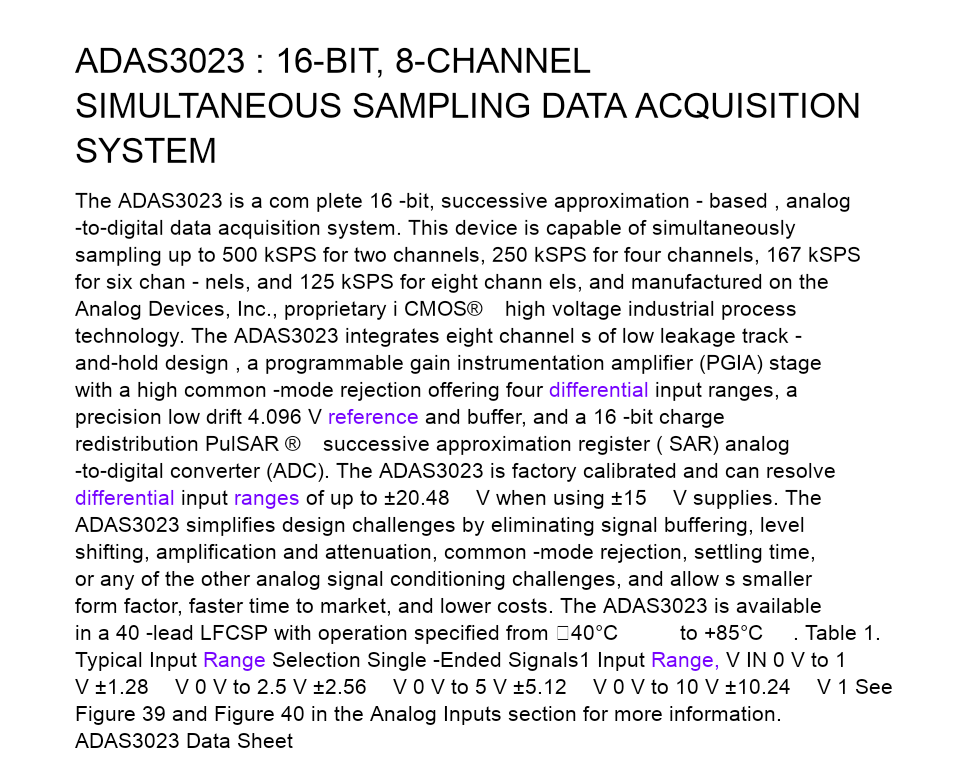 ADAS3023 : 16-BIT, 8-CHANNEL
SIMULTANEOUS SAMPLING DATA ACQUISITION
SYSTEM
The ADAS3023 is a com plete 16 -bit, successive approximation - based , analog
-to-digital data acquisition system. This device is capable of simultaneously
sampling up to 500 kSPS for two channels, 250 kSPS for four channels, 167 kSPS
for six chan - nels, and 125 kSPS for eight chann els, and manufactured on the
Analog Devices, Inc., proprietary i CMOS® high voltage industrial process
technology. The ADAS3023 integrates eight channel s of low leakage track -
and-hold design , a programmable gain instrumentation amplifier (PGIA) stage
with a high common -mode rejection offering four differential input ranges, a
precision low drift 4.096 V reference and buffer, and a 16 -bit charge
redistribution PulSAR ® successive approximation register ( SAR) analog
-to-digital converter (ADC). The ADAS3023 is factory calibrated and can resolve
differential input ranges of up to ±20.48 V when using ±15 V supplies. The
ADAS3023 simplifies design challenges by eliminating signal buffering, level
shifting, amplification and attenuation, common -mode rejection, settling time,
or any of the other analog signal conditioning challenges, and allow s smaller
form factor, faster time to market, and lower costs. The ADAS3023 is available
in a 40 -lead LFCSP with operation specified from □40°C to +85°C . Table 1.
Typical Input Range Selection Single -Ended Signals1 Input Range, V IN 0 V to 1
V ±1.28 V 0 V to 2.5 V ±2.56 V 0 V to 5 V ±5.12 V 0 V to 10 V ±10.24 V 1 See
Figure 39 and Figure 40 in the Analog Inputs section for more information.
ADAS3023 Data Sheet